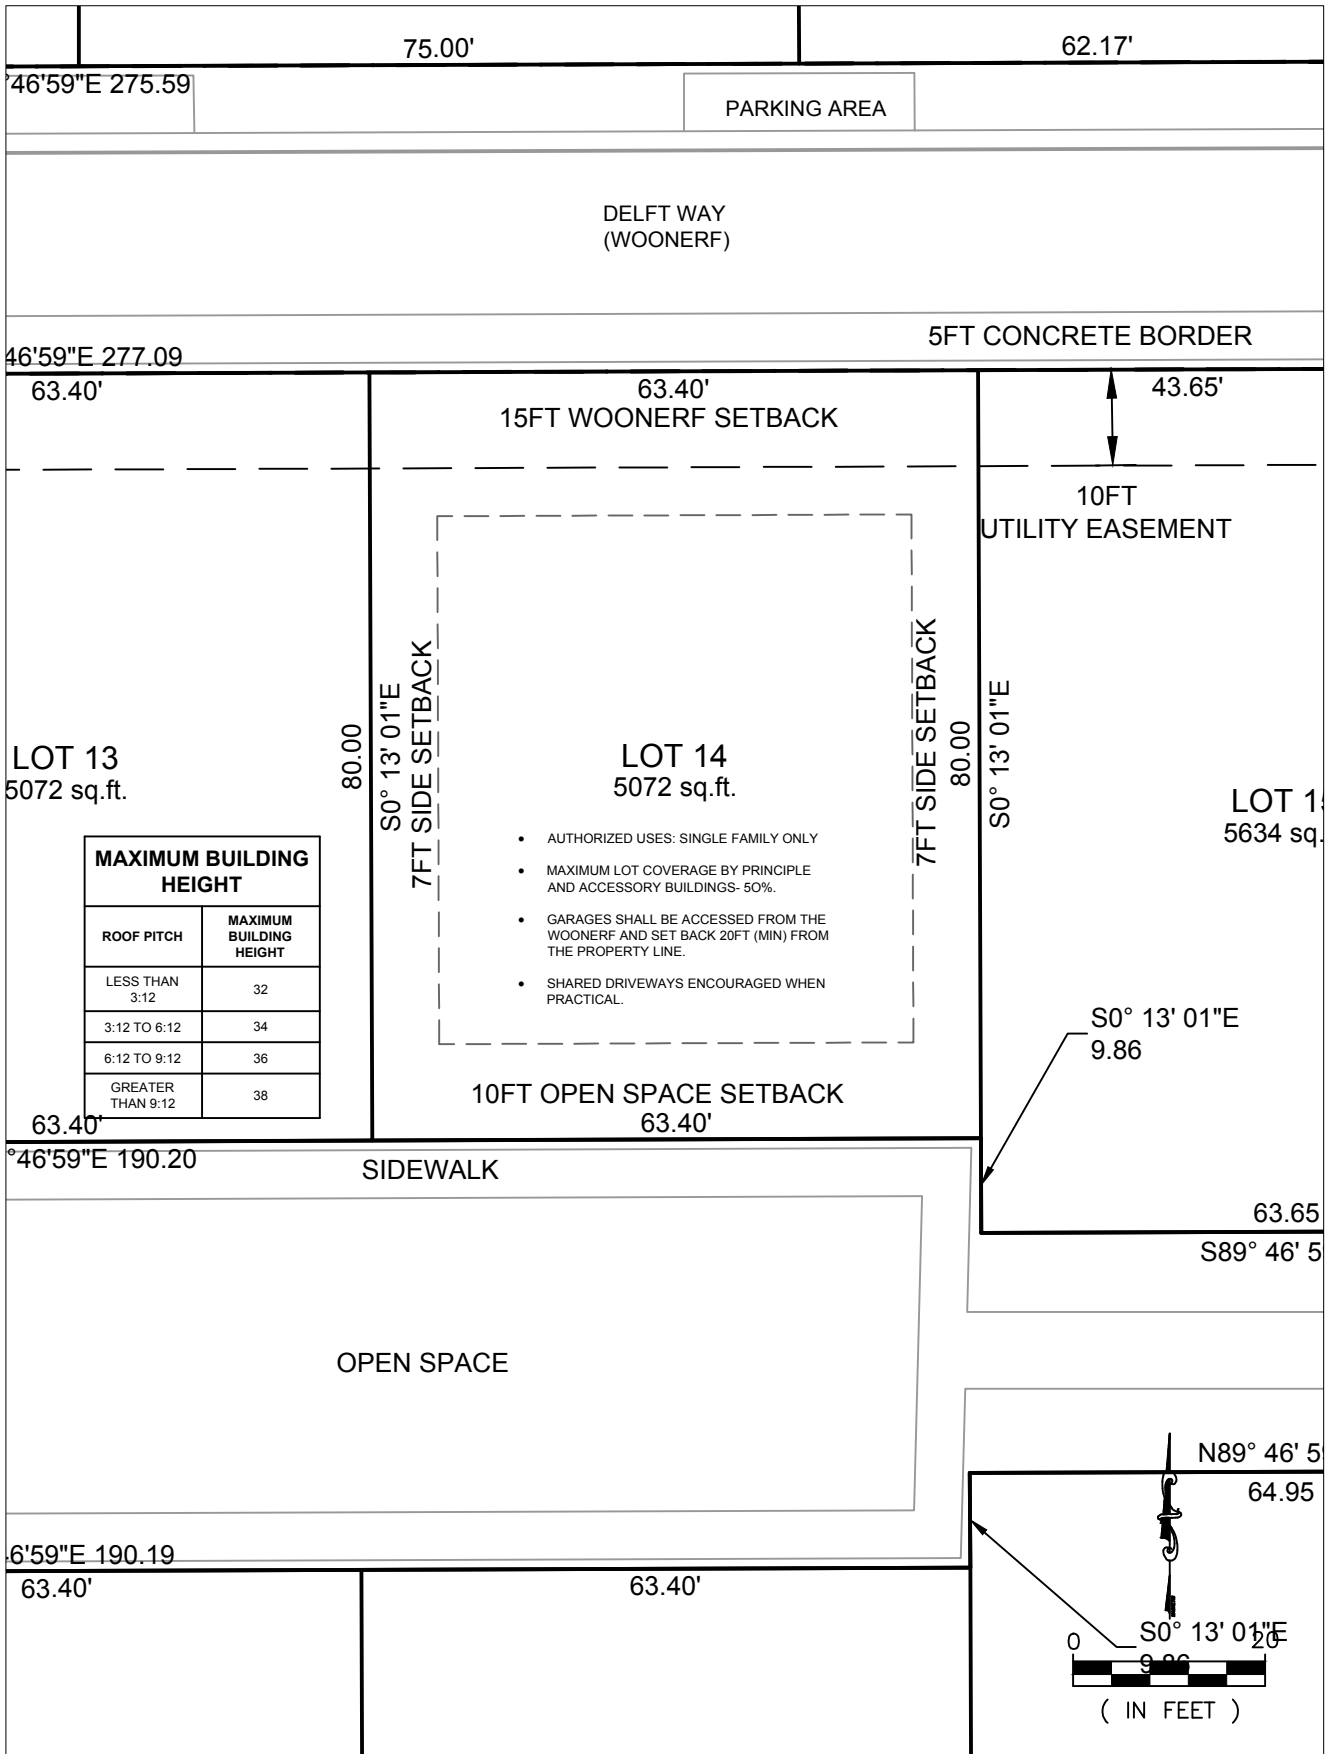 75.00'
62.17'
°46'59"E 275.59
PARKING AREA
DELFT WAY
(WOONERF)
5FT CONCRETE BORDER
46'59"E 277.09
63.40'
63.40'
43.65'
15FT WOONERF SETBACK
10FT
UTILITY EASEMENT
80.00
S0° 13' 01"E
7FT SIDE SETBACK
7FT SIDE SETBACK
80.00
S0° 13' 01"E
LOT 13
5072 sq.ft.
LOT 14
5072 sq.ft.
LOT 15
5634 sq.
• AUTHORIZED USES: SINGLE FAMILY ONLY
• MAXIMUM LOT COVERAGE BY PRINCIPLE
AND ACCESSORY BUILDINGS- 5O%.
• GARAGES SHALL BE ACCESSED FROM THE
WOONERF AND SET BACK 20FT (MIN) FROM
THE PROPERTY LINE.
• SHARED DRIVEWAYS ENCOURAGED WHEN
PRACTICAL.
MAXIMUM BUILDING
HEIGHT
ROOF PITCH
MAXIMUM
BUILDING
HEIGHT
LESS THAN
3:12
32
3:12 TO 6:12
34
6:12 TO 9:12
36
GREATER
THAN 9:12
38
S0° 13' 01"E
9.86
10FT OPEN SPACE SETBACK
63.40'
63.40'
°46'59"E 190.20
SIDEWALK
63.65
S89° 46' 5
OPEN SPACE
N89° 46' 59
64.95
6'59"E 190.19
63.40'
63.40'
S0° 13' 01"E
9.86
0
20
( IN FEET )